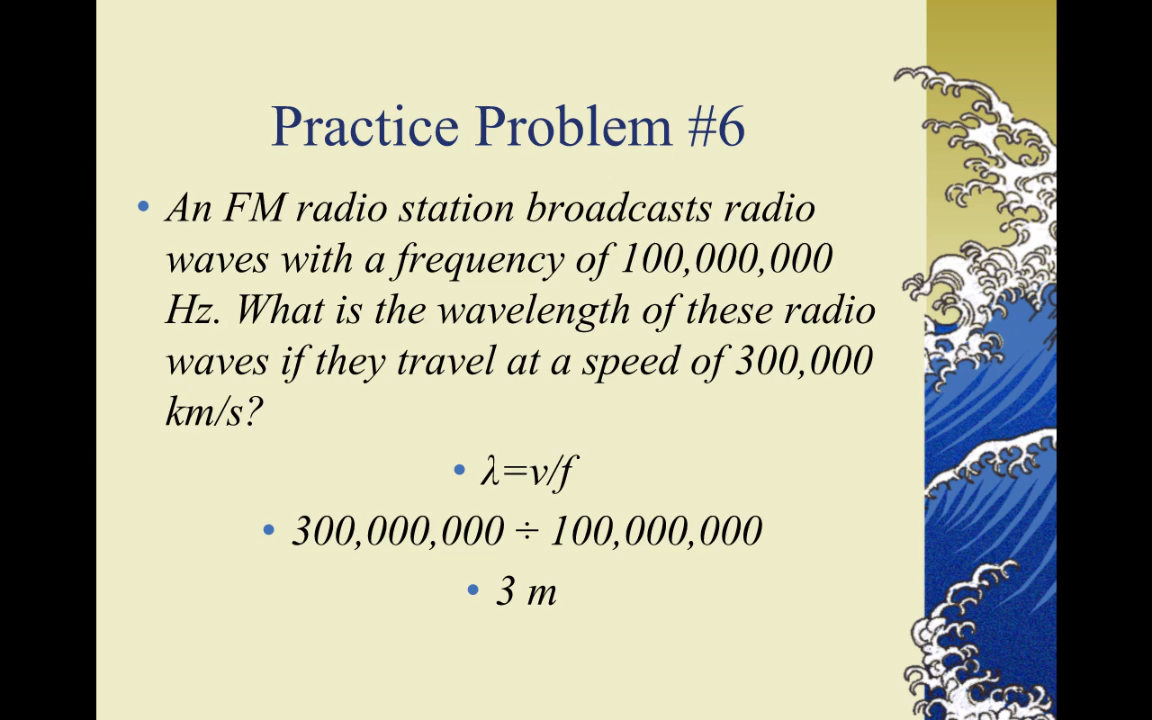 Practice Problem #6
• An FM radio station broadcasts radio
waves with a frequency of 100,000,000
Hz. What is the wavelength of these radio
waves if they travel at a speed of 300,000
km/s?
• λ=v/f
• 300,000,000 ÷ 100,000,000
• 3 m